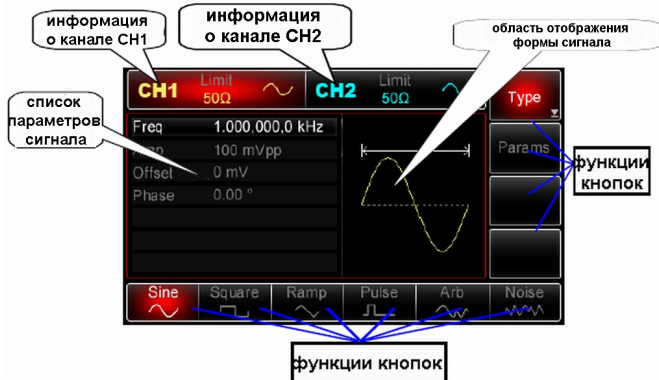 информация
о канале CH1
информация
о канале CH2
область отображения
формы сигнала
CH1 Limit
50Ω
CH2 Limit
50Ω
Type
список
параметров
сигнала
Freq 1.000,000,0 kHz
Amp 100 mVpp
Offset 0 mV
Phase 0.00 °
Params
функции
кнопок
Sine Square Ramp Pulse Arb Noise
функции кнопок